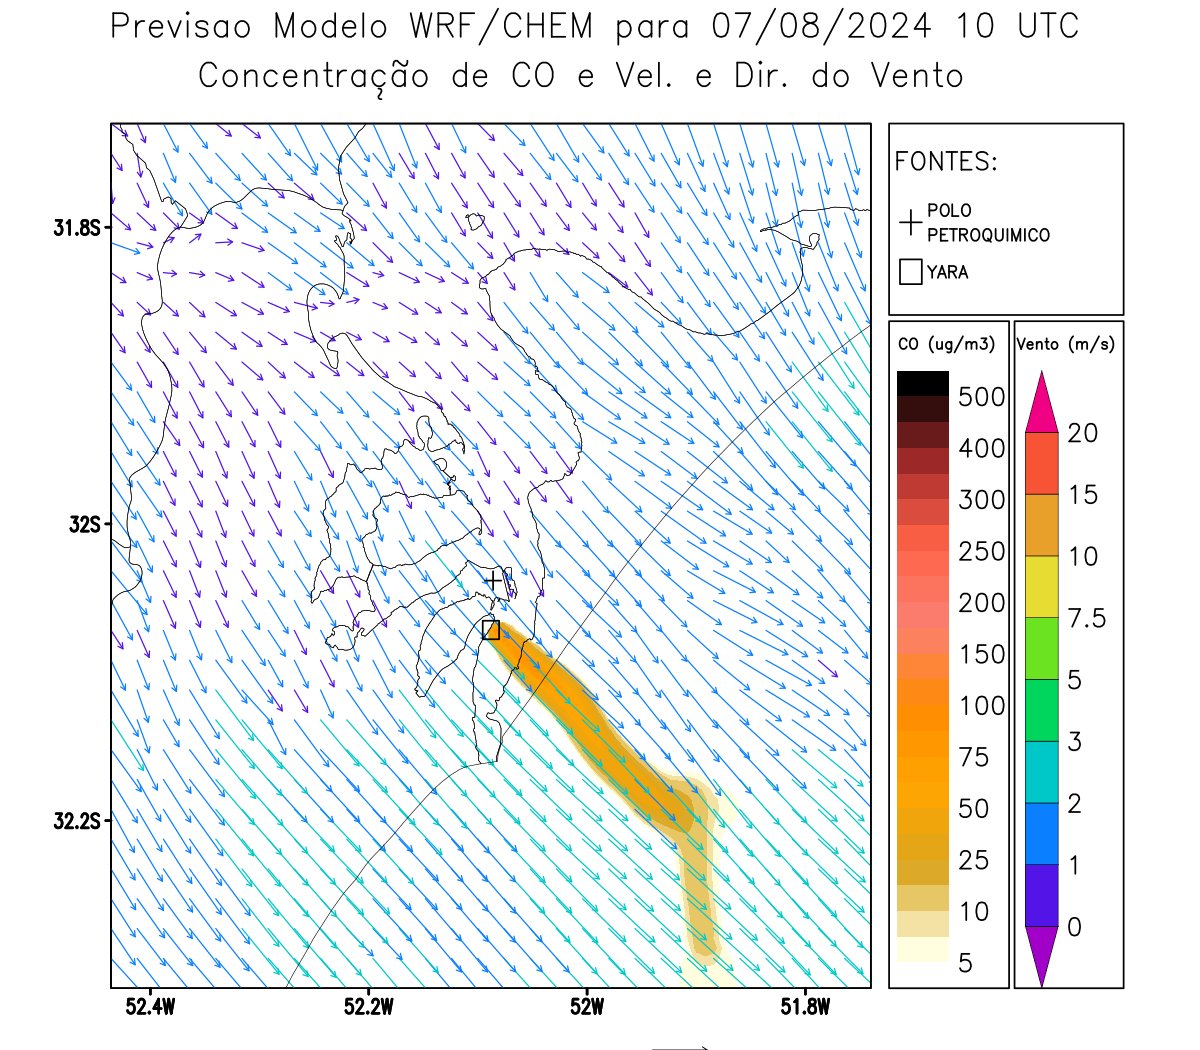 Previsao Modelo WRF/CHEM para 07/08/2024 10 UTC
Concentração de CO e Vel. e Dir. do Vento
FONTES:
POLO
PETROQUIMICO
YARA
CO (ug/m3)
500
400
300
250
200
150
100
75
50
25
10
5
Vento (m/s)
20
15
10
7.5
5
3
2
1
0
31.8S
32S
32.2S
52.4W
52.2W
52W
51.8W